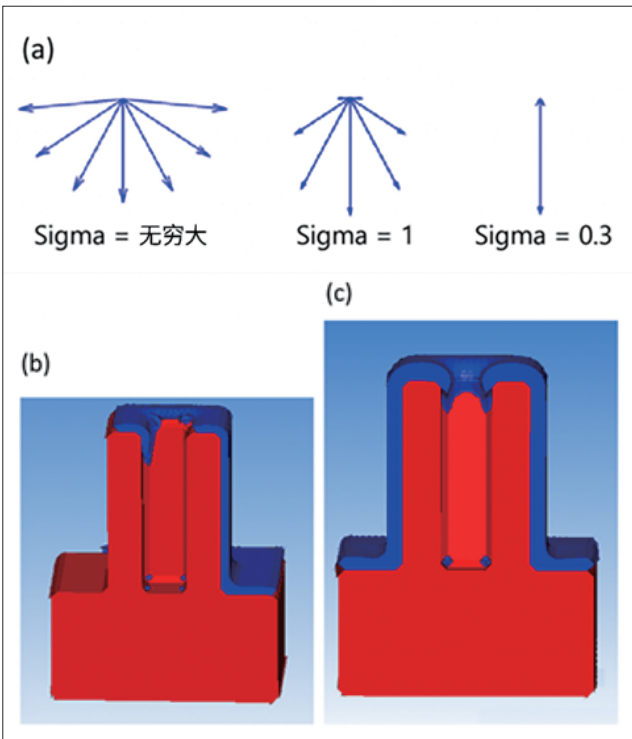 (a)
Sigma = 无穷大
Sigma = 1
Sigma = 0.3
(c)
(b)